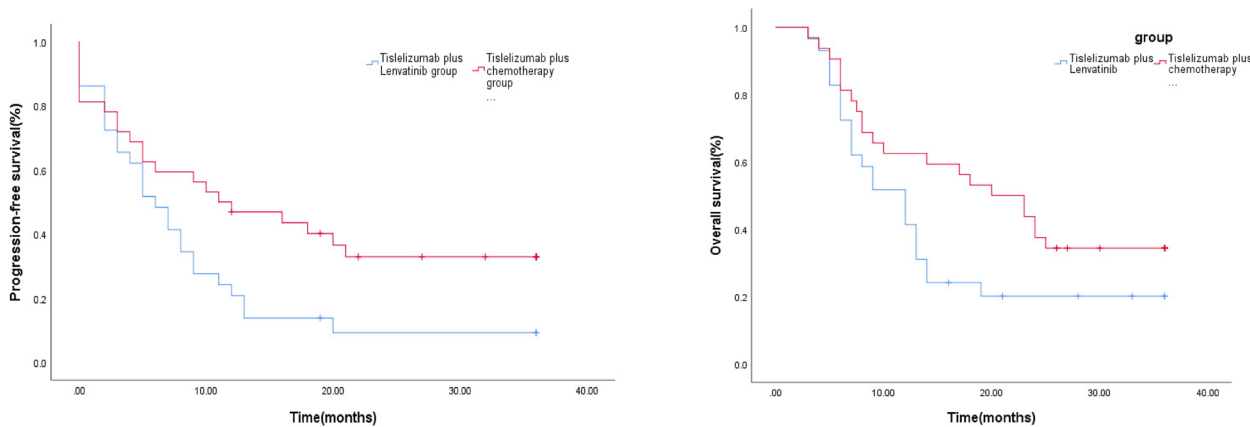 Progression-free survival(%)
1.0
0.8
0.6
0.4
0.2
0.0
Tislelizumab plus
Lenvatinib group
Tislelizumab plus
chemotherapy
group
...
.00
10.00
20.00
30.00
40.00
Time(months)
Overall survival(%)
1.0
0.8
0.6
0.4
0.2
0.0
group
Tislelizumab plus
Lenvatinib
Tislelizumab plus
chemotherapy
...
.00
10.00
20.00
30.00
40.00
Time(months)